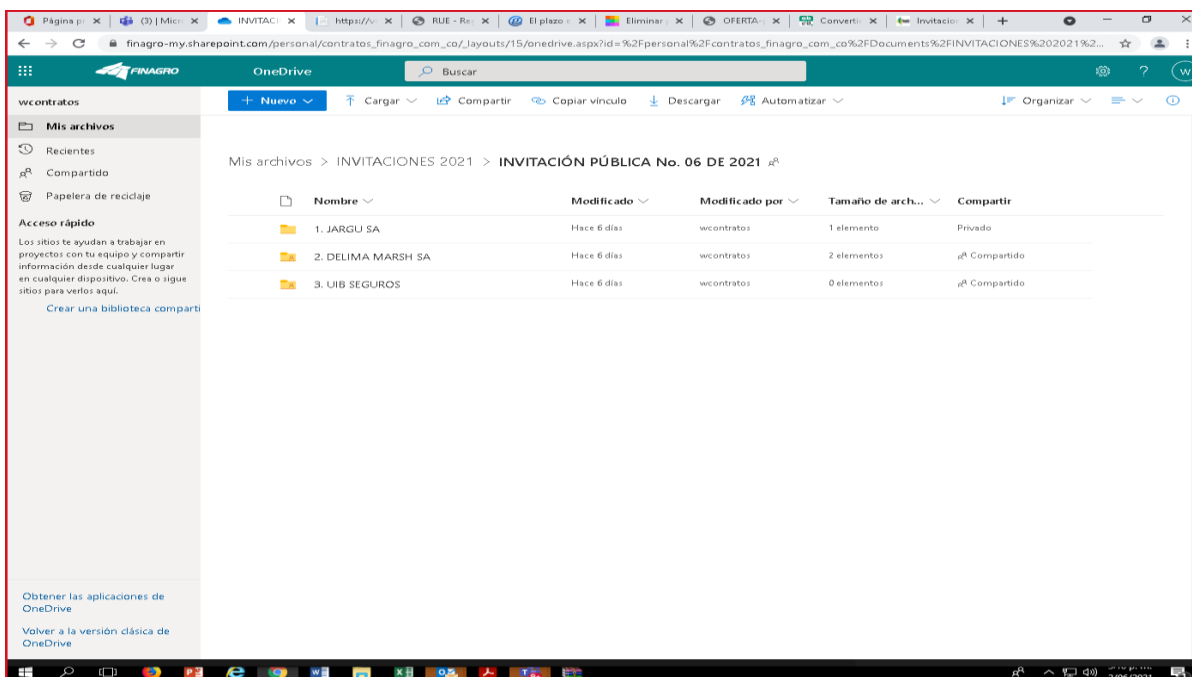 Página pr
(3) | Micr
INVITACI
https://v
RUE - Re
El plazo e
Eliminar
OFERTA-
Convertir
Invitacion
finagro-my.sharepoint.com/personal/contratos_finagro_com_co/_layouts/15/onedrive.aspx?id=%2Fpersonal%2Fcontratos_finagro_com_co%2FDocuments%2FINVITACIONES%202021%2...
FINAGRO
OneDrive
Buscar
?
W
wcontratos
+ Nuevo
Cargar
Compartir
Copiar vínculo
Descargar
Automatizar
Organizar
Mis archivos
Recientes
Compartido
Papelera de reciclaje
Acceso rápido
Los sitios te ayudan a trabajar en
proyectos con tu equipo y compartir
información desde cualquier lugar
en cualquier dispositivo. Crea o sigue
sitios para verlos aquí.
Crear una biblioteca comparti
Mis archivos > INVITACIONES 2021 > INVITACIÓN PÚBLICA No. 06 DE 2021
Nombre Modificado Modificado por Tamaño de arch... Compartir
1. JARGU SA Hace 6 días wcontratos 1 elemento Privado
2. DELIMA MARSH SA Hace 6 días wcontratos 2 elementos Compartido
3. UIB SEGUROS Hace 6 días wcontratos 0 elementos Compartido
Obtener las aplicaciones de
OneDrive
Volver a la versión clásica de
OneDrive